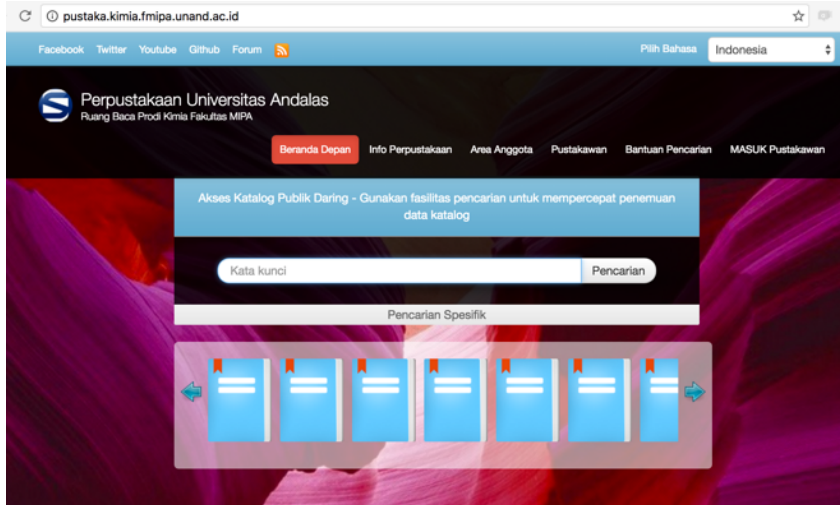 pustaka.kimia.fmipa.unand.ac.id
Facebook Twitter Youtube Github Forum
Pilih Bahasa Indonesia
Perpustakaan Universitas Andalas
Ruang Baca Prodi Kimia Fakultas MIPA
Beranda Depan Info Perpustakaan Area Anggota Pustakawan Bantuan Pencarian MASUK Pustakawan
Akses Katalog Publik Daring - Gunakan fasilitas pencarian untuk mempercepat penemuan
data katalog
Kata kunci Pencarian
Pencarian Spesifik